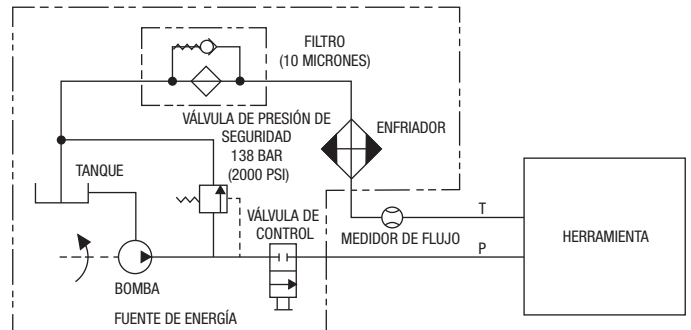 FILTRO
(10 MICRONES)
VÁLVULA DE PRESIÓN DE
SEGURIDAD
138 BAR
(2000 PSI)
ENFRIADOR
TANQUE
VÁLVULA DE
CONTROL
MEDIDOR DE FLUJO
T
P
HERRAMIENTA
BOMBA
FUENTE DE ENERGÍA